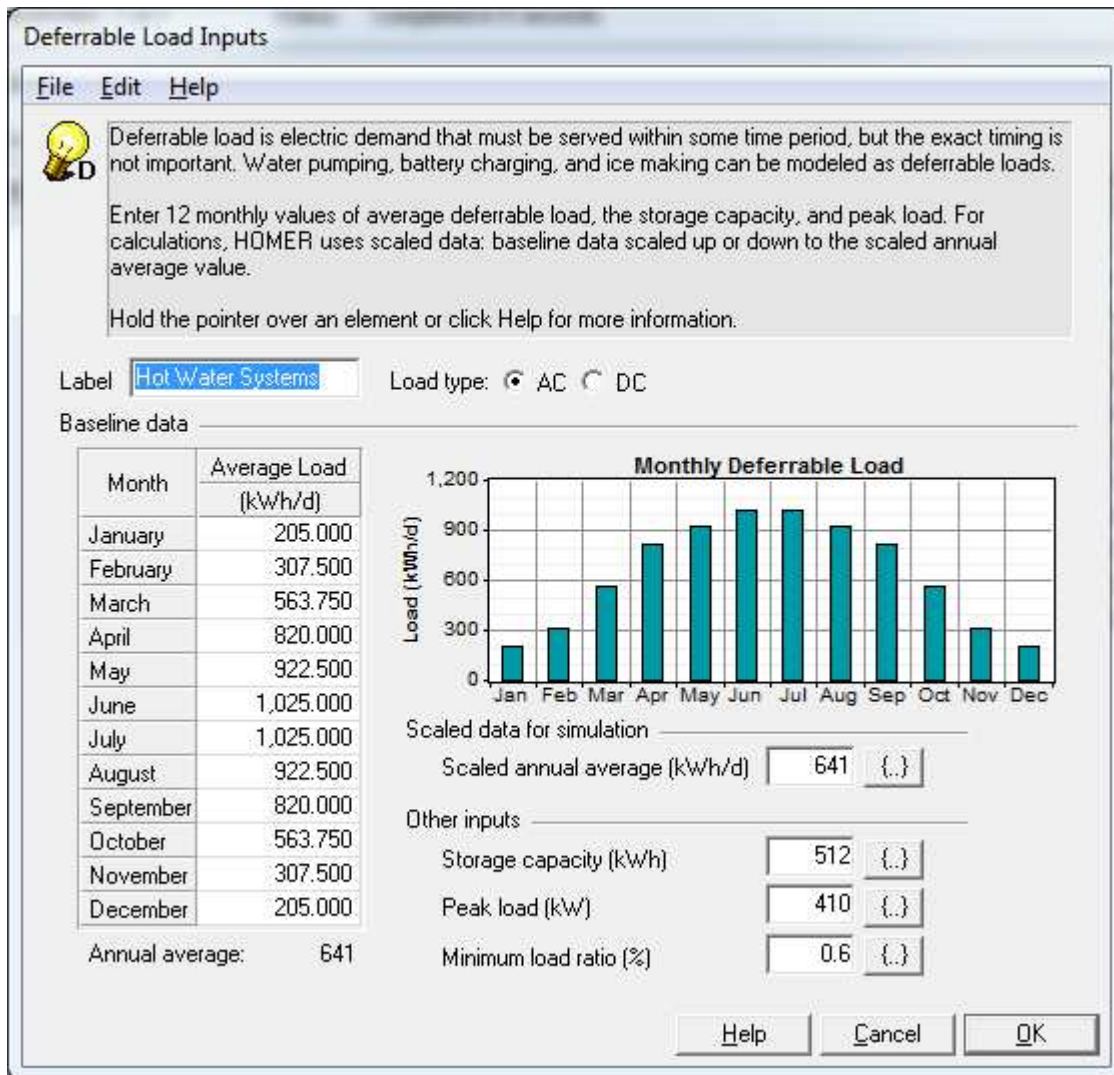 Deferrable Load Inputs
File Edit Help
Deferrable load is electric demand that must be served within some time period, but the exact timing is
not important. Water pumping, battery charging, and ice making can be modeled as deferrable loads.
Enter 12 monthly values of average deferrable load, the storage capacity, and peak load. For
calculations, HOMER uses scaled data: baseline data scaled up or down to the scaled annual
average value.
Hold the pointer over an element or click Help for more information.
D
Label Hot Water Systems Load type: AC DC
Baseline data
Month Average Load
(kWh/d)
January 205.000
February 307.500
March 563.750
April 820.000
May 922.500
June 1,025.000
July 1,025.000
August 922.500
September 820.000
October 563.750
November 307.500
December 205.000
Annual average: 641
Monthly Deferrable Load
Load (kWh/d)
1,200
900
600
300
0
Jan Feb Mar Apr May Jun Jul Aug Sep Oct Nov Dec
Scaled data for simulation
Scaled annual average (kWh/d) 641 {..}
Other inputs
Storage capacity (kWh) 512 {..}
Peak load (kW) 410 {..}
Minimum load ratio (%) 0.6 {..}
Help Cancel OK